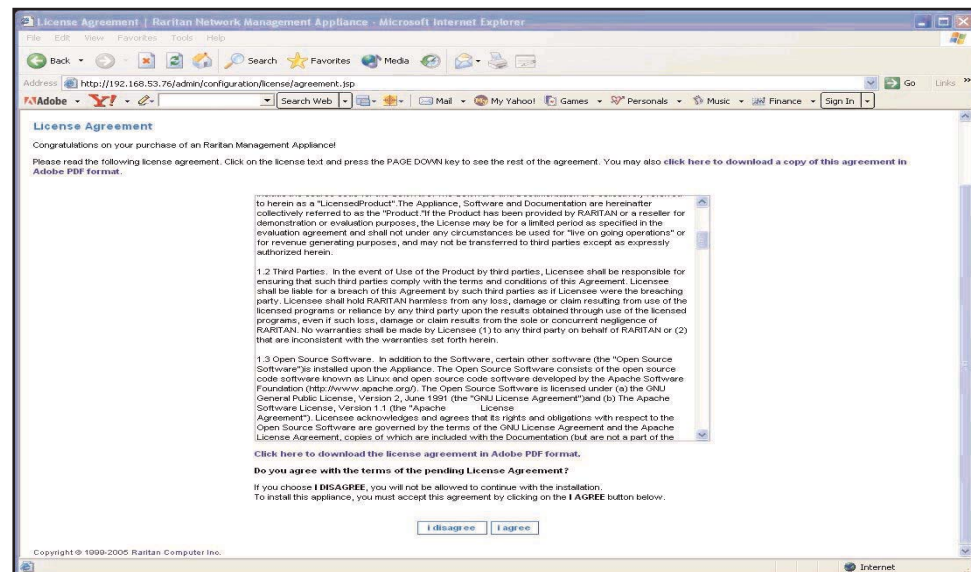 License Agreement | Raritan Network Management Appliance - Microsoft Internet Explorer
File Edit View Favorites Tools Help
Back Search Favorites Media
Address http://192.168.53.76/admin/configuration/license/agreement.jsp Go Links »
Adobe Y! Search Web Mail My Yahoo! Games Personals Music Finance Sign In
License Agreement
Congratulations on your purchase of an Raritan Management Appliance!
Please read the following license agreement. Click on the license text and press the PAGE DOWN key to see the rest of the agreement. You may also click here to download a copy of this agreement in
Adobe PDF format.
to herein as a "LicensedProduct".The Appliance, Software and Documentation are hereinafter
collectively referred to as the "Product."If the Product has been provided by RARITAN or a reseller for
demonstration or evaluation purposes, the License may be for a limited period as specified in the
evaluation agreement and shall not under any circumstances be used for "live on going operations" or
for revenue generating purposes, and may not be transferred to third parties except as expressly
authorized herein.
1.2 Third Parties. In the event of Use of the Product by third parties, Licensee shall be responsible for
ensuring that such third parties comply with the terms and conditions of this Agreement. Licensee
shall be liable for a breach of this Agreement by such third parties as if Licensee were the breaching
party. Licensee shall hold RARITAN harmless from any loss, damage or claim resulting from use of the
licensed programs or reliance by any third party upon the results obtained through use of the licensed
programs, even if such loss, damage or claim results from the sole or concurrent negligence of
RARITAN. No warranties shall be made by Licensee (1) to any third party on behalf of RARITAN or (2)
that are inconsistent with the warranties set forth herein.
1.3 Open Source Software. In addition to the Software, certain other software (the "Open Source
Software")is installed upon the Appliance. The Open Source Software consists of the open source
code software known as Linux and open source code software developed by the Apache Software
Foundation (http://www.apache.org/). The Open Source Software is licensed under (a) the GNU
General Public License, Version 2, June 1991 (the "GNU License Agreement")and (b) The Apache
Software License, Version 1.1 (the "Apache License
Agreement"). Licensee acknowledges and agrees that its rights and obligations with respect to the
Open Source Software are governed by the terms of the GNU License Agreement and the Apache
License Agreement, copies of which are included with the Documentation (but are not a part of the
Click here to download the license agreement in Adobe PDF format.
Do you agree with the terms of the pending License Agreement?
If you choose I DISAGREE, you will not be allowed to continue with the installation.
To install this appliance, you must accept this agreement by clicking on the I AGREE button below.
I disagree I agree
Copyright © 1999-2005 Raritan Computer Inc.
Internet